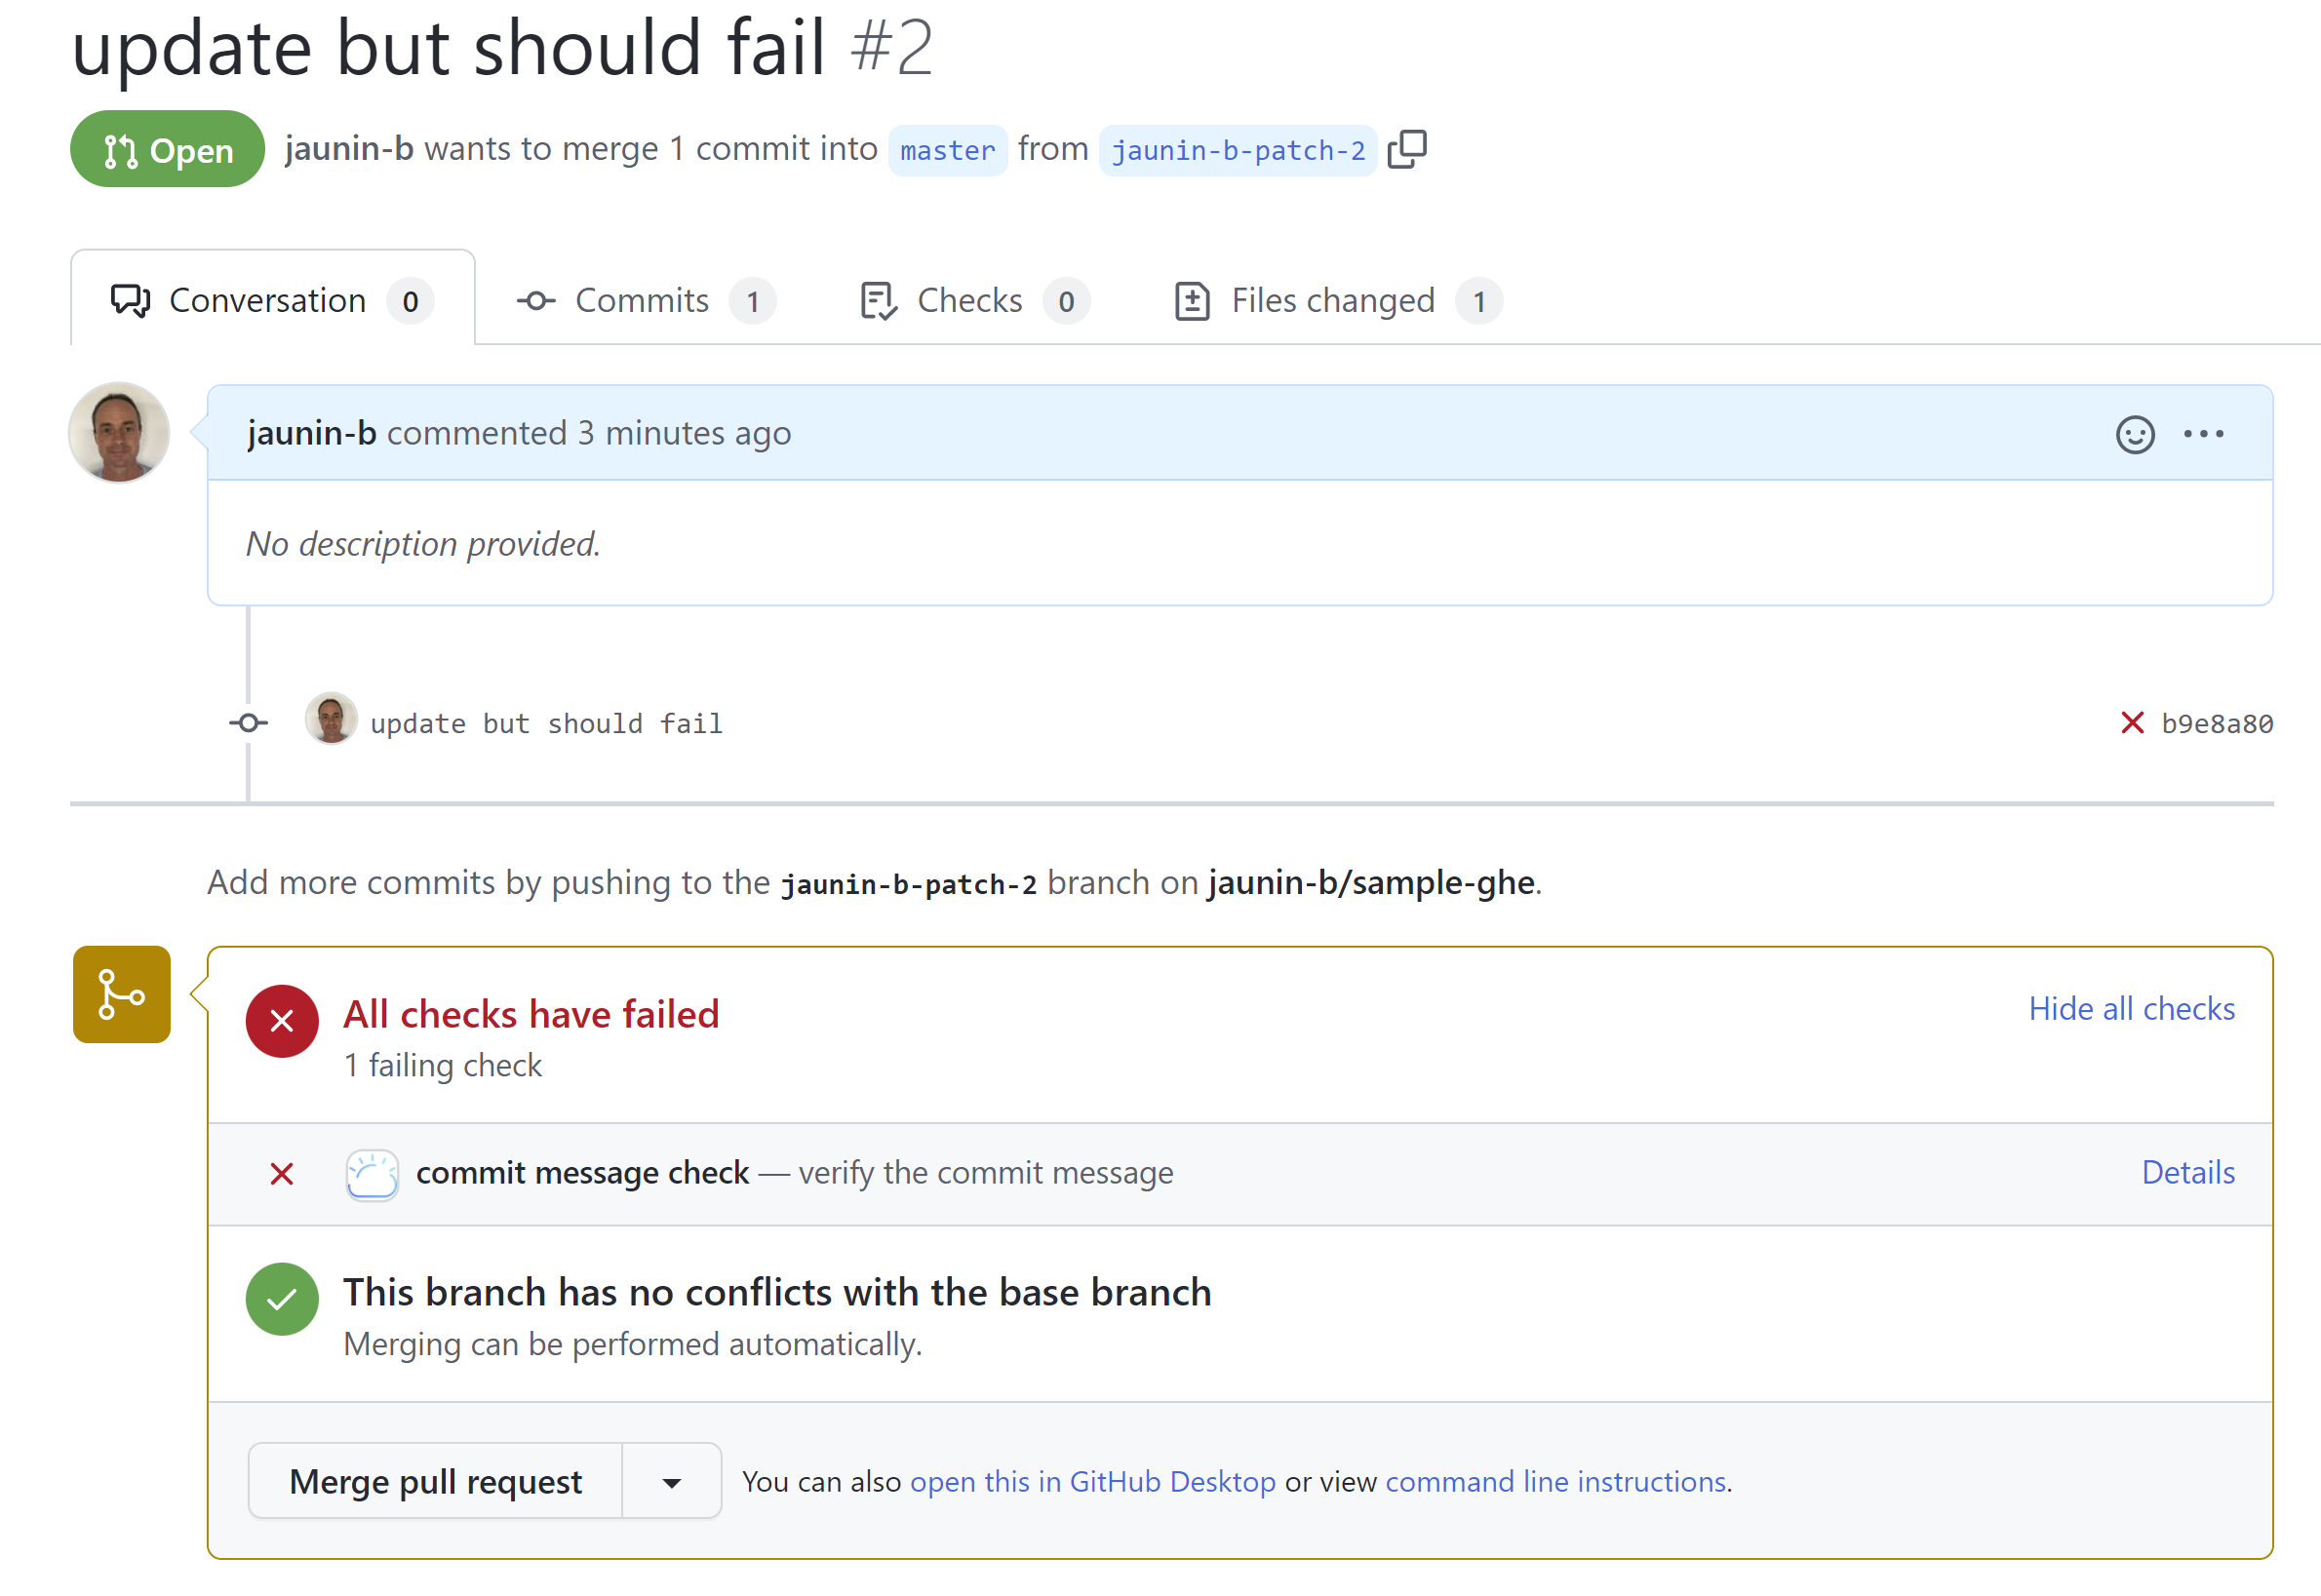 update but should fail #2
Open jaunin-b wants to merge 1 commit into master from jaunin-b-patch-2
Conversation 0 Commits 1 Checks 0 Files changed 1
jaunin-b commented 3 minutes ago
No description provided.
update but should fail b9e8a80
Add more commits by pushing to the jaunin-b-patch-2 branch on jaunin-b/sample-ghe.
All checks have failed Hide all checks
1 failing check
commit message check — verify the commit message Details
This branch has no conflicts with the base branch
Merging can be performed automatically.
Merge pull request You can also open this in GitHub Desktop or view command line instructions.